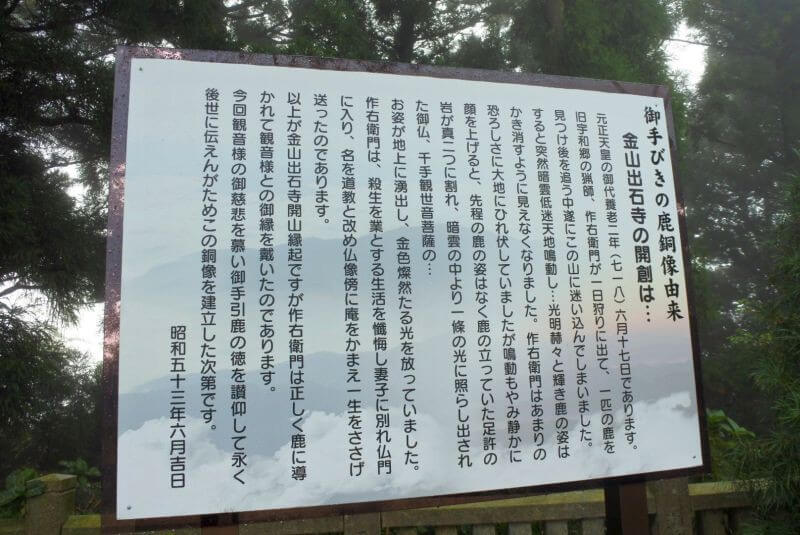 御手びきの鹿銅像由来
金山出石寺の開創は…
元正天皇の御代養老二年（七一八）六月十七日であります。
旧宇和郷の猟師、作右衛門が一日狩りに出て、一匹の鹿を
見つけ後を追う中遂にこの山に迷い込んでしまいました。
すると突然暗雲低迷天地鳴動し…光明赫々と輝き鹿の姿は
かき消すように見えなくなりました。作右衛門はあまりの
恐ろしさに大地にひれ伏していましたが鳴動もやみ静かに
顔を上げると、先程の鹿の姿はなく鹿の立っていた足許の
岩が真二つに割れ、暗雲の中より一條の光に照らし出され
た御仏、千手観世音菩薩の…
お姿が地上に湧出し、金色燦然たる光を放っていました。
作右衛門は、殺生を業とする生活を懺悔し妻子に別れ仏門
に入り、名を道教と改め仏像傍に庵をかまえ一生をささげ
送ったのであります。
以上が金山出石寺開山縁起ですが作右衛門は正しく鹿に導
かれて観音様との御縁を戴いたのであります。
今回観音様の御慈悲を慕い御手引鹿の徳を讃仰して永く
後世に伝えんがためこの銅像を建立した次第です。
昭和五十三年六月吉日